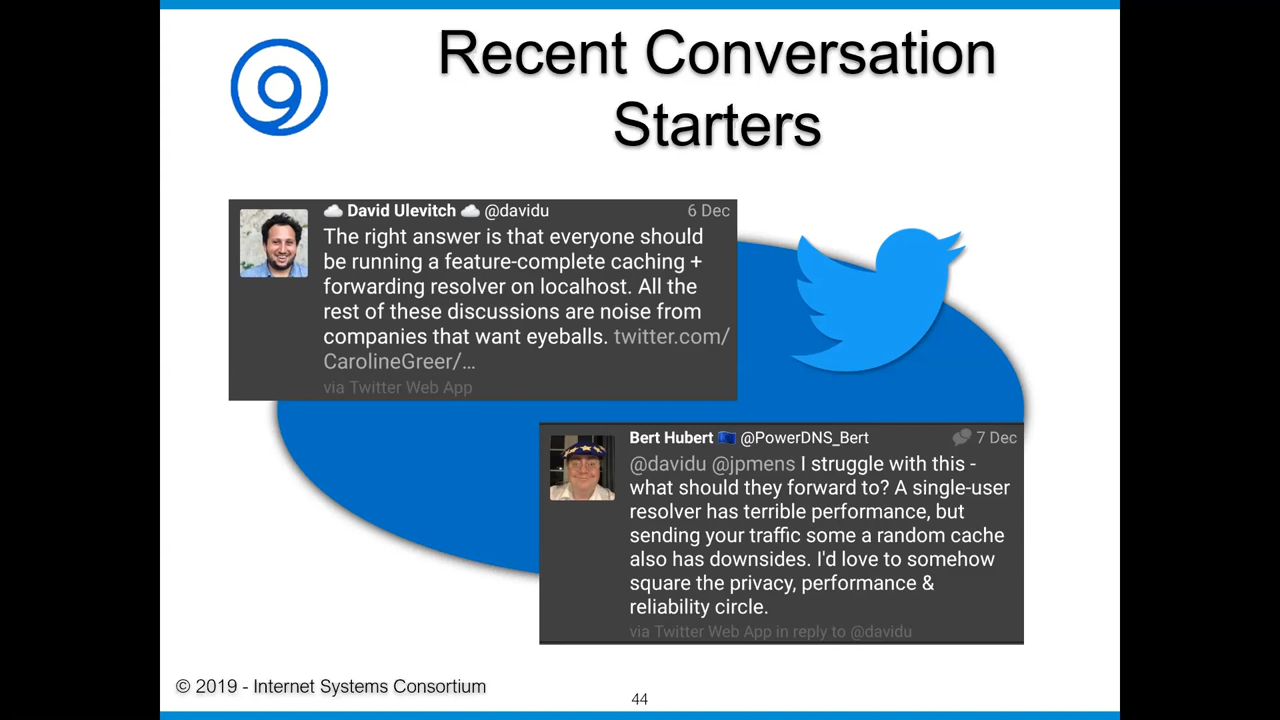 Recent Conversation
Starters
David Ulevitch @davidu 6 Dec
The right answer is that everyone should
be running a feature-complete caching +
forwarding resolver on localhost. All the
rest of these discussions are noise from
companies that want eyeballs. twitter.com/
CarolineGreer/…
via Twitter Web App
Bert Hubert @PowerDNS_Bert 7 Dec
@davidu @jpmens I struggle with this -
what should they forward to? A single-user
resolver has terrible performance, but
sending your traffic some a random cache
also has downsides. I'd love to somehow
square the privacy, performance &
reliability circle.
via Twitter Web App in reply to @davidu
© 2019 - Internet Systems Consortium
44